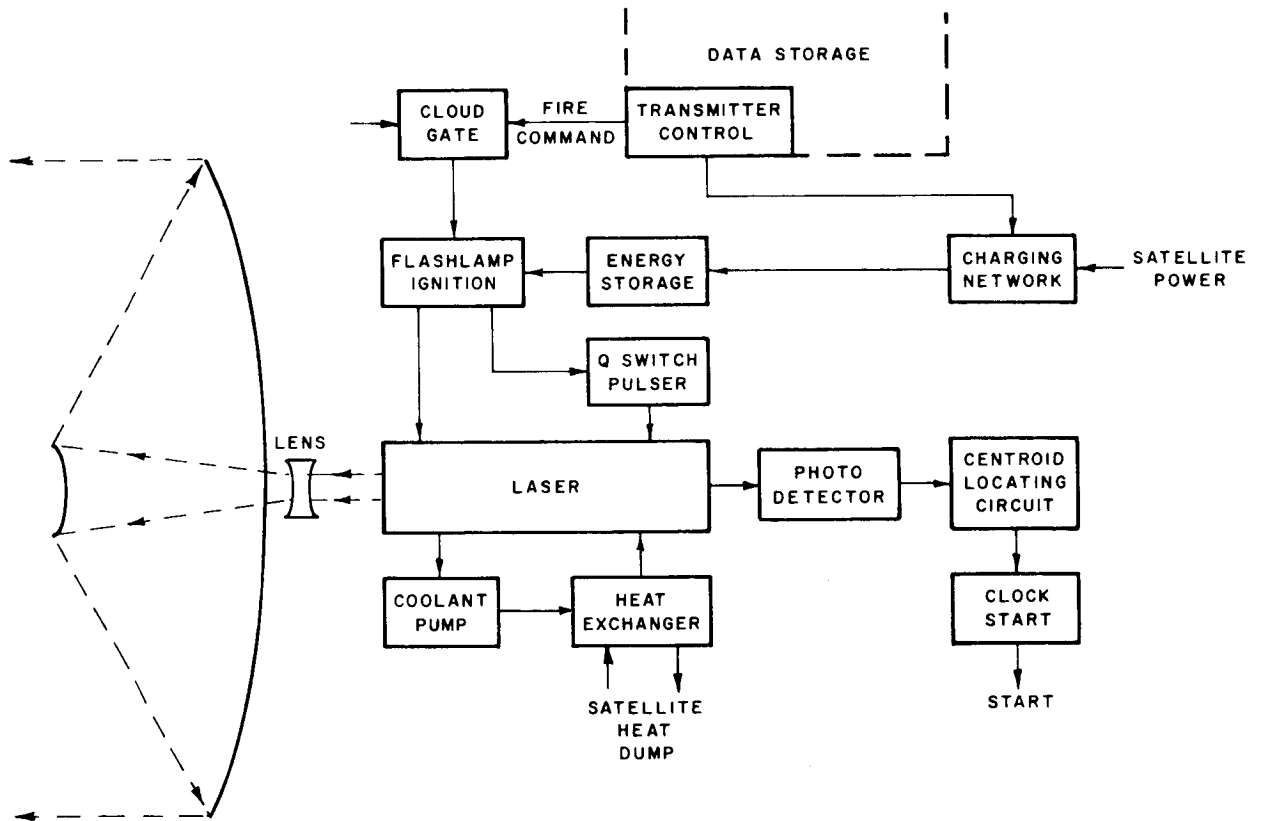 DATA STORAGE
CLOUD
GATE
FIRE
COMMAND
TRANSMITTER
CONTROL
FLASHLAMP
IGNITION
ENERGY
STORAGE
CHARGING
NETWORK
SATELLITE
POWER
Q SWITCH
PULSER
LENS
LASER
PHOTO
DETECTOR
CENTROID
LOCATING
CIRCUIT
COOLANT
PUMP
HEAT
EXCHANGER
CLOCK
START
SATELLITE
HEAT
DUMP
START